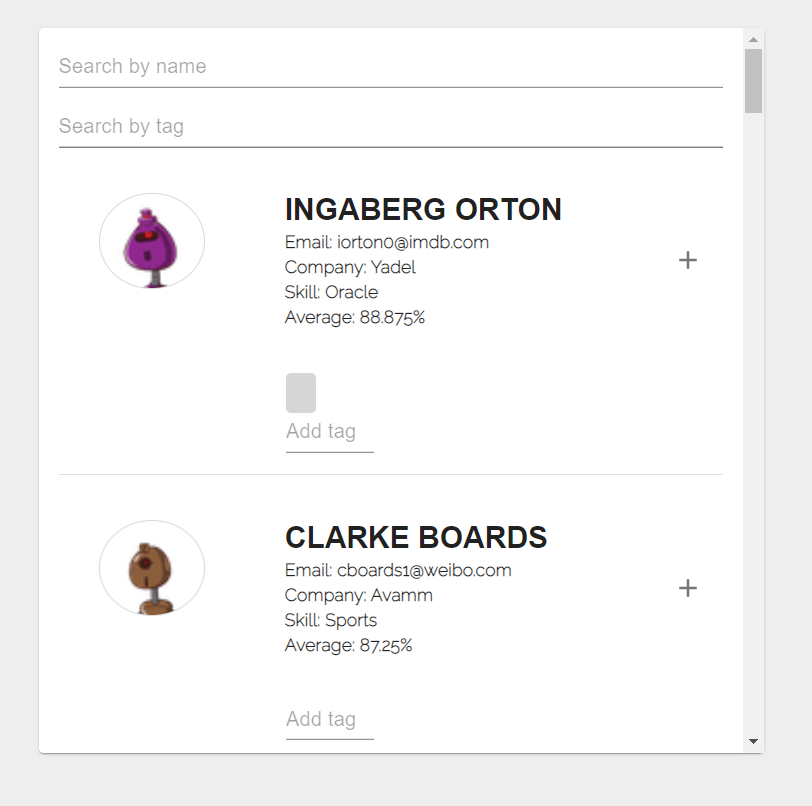 Search by name
Search by tag
INGABERG ORTON
Email: iorton0@imdb.com
Company: Yadel
Skill: Oracle
Average: 88.875%
Add tag
CLARKE BOARDS
Email: cboards1@weibo.com
Company: Avamm
Skill: Sports
Average: 87.25%
Add tag